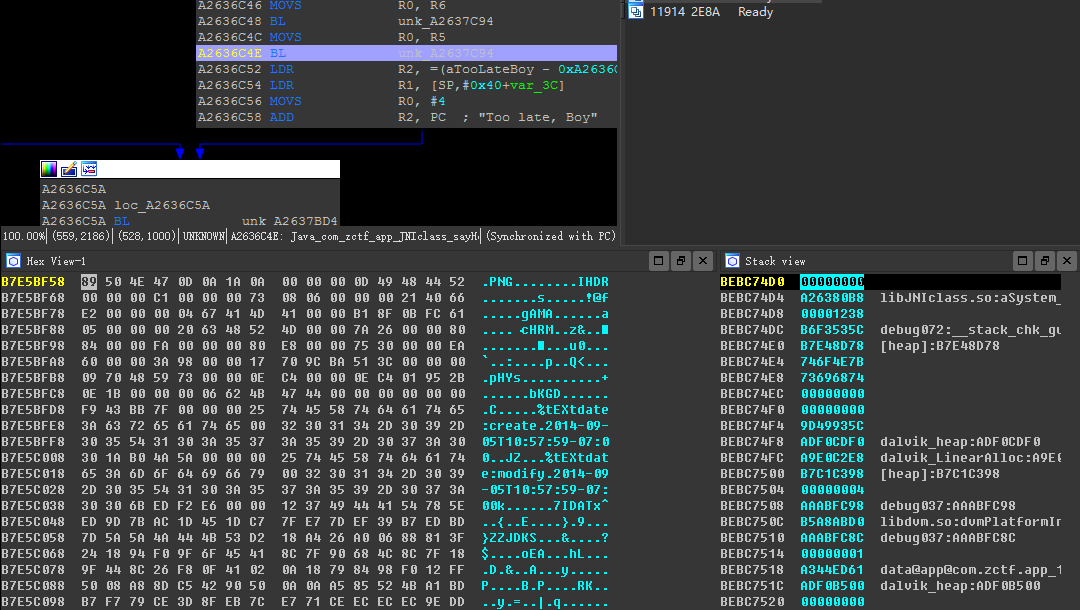 A2636C46 MOVS R0, R6
A2636C48 BL unk_A2637C94
A2636C4C MOVS R0, R5
A2636C4E BL unk_A2637C94
A2636C52 LDR R2, =(aTooLateBoy - 0xA2636C
A2636C54 LDR R1, [SP,#0x40+var_3C]
A2636C56 MOVS R0, #4
A2636C58 ADD R2, PC ; "Too late, Boy"
11914 2E8A Ready
A2636C5A
A2636C5A loc_A2636C5A
A2636C5A BL unk_A2637BD4
100.00% (559,2186) (528,1000) UNKNOWN A2636C4E: Java_com_zctf_app_JNIclass_sayHe (Synchronized with PC)
Hex View-1
B7E5BF58 89 50 4E 47 0D 0A 1A 0A 00 00 00 0D 49 48 44 52 .PNG........IHDR
B7E5BF68 00 00 00 C1 00 00 00 73 08 06 00 00 00 21 40 66 .......s.....!@f
B7E5BF78 E2 00 00 00 04 67 41 4D 41 00 00 B1 8F 0B FC 61 .....gAMA......a
B7E5BF88 05 00 00 00 20 63 48 52 4D 00 00 7A 26 00 00 80 .... cHRM..z&..
B7E5BF98 84 00 00 FA 00 00 00 80 E8 00 00 75 30 00 00 EA
B7E5BFA8 60 00 00 3A 98 00 00 17 70 9C BA 51 3C 00 00 00 `..:....p..Q<...
B7E5BFB8 09 70 48 59 73 00 00 0E C4 00 00 0E C4 01 95 2B .pHYs..........+
B7E5BFC8 0E 1B 00 00 00 06 62 4B 47 44 00 00 00 00 00 00 ......bKGD......
B7E5BFD8 F9 43 BB 7F 00 00 00 25 74 45 58 74 64 61 74 65 .C.....%tEXtdate
B7E5BFE8 3A 63 72 65 61 74 65 00 32 30 31 34 2D 30 39 2D :create.2014-09-
B7E5BFF8 30 35 54 31 30 3A 35 37 3A 35 39 2D 30 37 3A 30 05T10:57:59-07:0
B7E5C008 30 1A B0 4A 5A 00 00 00 25 74 45 58 74 64 61 74 0..JZ...%tEXtdat
B7E5C018 65 3A 6D 6F 64 69 66 79 00 32 30 31 34 2D 30 39 e:modify.2014-09
B7E5C028 2D 30 35 54 31 30 3A 35 37 3A 35 39 2D 30 37 3A -05T10:57:59-07:
B7E5C038 30 30 6B ED F2 E6 00 00 12 37 49 44 41 54 78 5E 00k......7IDATx^
B7E5C048 ED 9D 7B AC 1D 45 1D C7 7F E7 7D EF 39 B7 ED BD ..{..E....}.9...
B7E5C058 7D 5A 5A 4A 44 4B 53 D2 18 A4 26 A0 06 88 81 3F }ZZJDKS...&....?
B7E5C068 24 18 94 F0 9F 6F 45 41 8C 7F 90 68 4C 8C 7F 18 $....oEA...hL...
B7E5C078 9F 44 8C 26 F8 0F 41 02 0A 18 79 84 98 F0 12 FF .D.&..A...y.....
B7E5C088 50 08 A8 8D C5 42 90 50 0A 0A A5 85 52 4B A1 BD P....B.P....RK..
B7E5C098 B7 F7 79 CE 3D 8F EB 7C E7 71 CE EC EC EC 9E DD ..y.=..|.q......
Stack view
BEBC74D0 00000000
BEBC74D4 A26380B8 libJNIclass.so:aSystem_
BEBC74D8 00001238
BEBC74DC B6F3535C debug072:__stack_chk_gu
BEBC74E0 B7E48D78 [heap]:B7E48D78
BEBC74E4 746F4E7B
BEBC74E8 73696874
BEBC74EC 00000000
BEBC74F0 00000000
BEBC74F4 9D49935C
BEBC74F8 ADF0CDF0 dalvik_heap:ADF0CDF0
BEBC74FC A9E0C2E8 dalvik_LinearAlloc:A9E0
BEBC7500 B7C1C398 [heap]:B7C1C398
BEBC7504 00000004
BEBC7508 AAABFC98 debug037:AAABFC98
BEBC750C B5A8ABD0 libdvm.so:dvmPlatformIn
BEBC7510 AAABFC8C debug037:AAABFC8C
BEBC7514 00000001
BEBC7518 A344ED61 data@app@com.zctf.app_1
BEBC751C ADF0B500 dalvik_heap:ADF0B500
BEBC7520 00000000